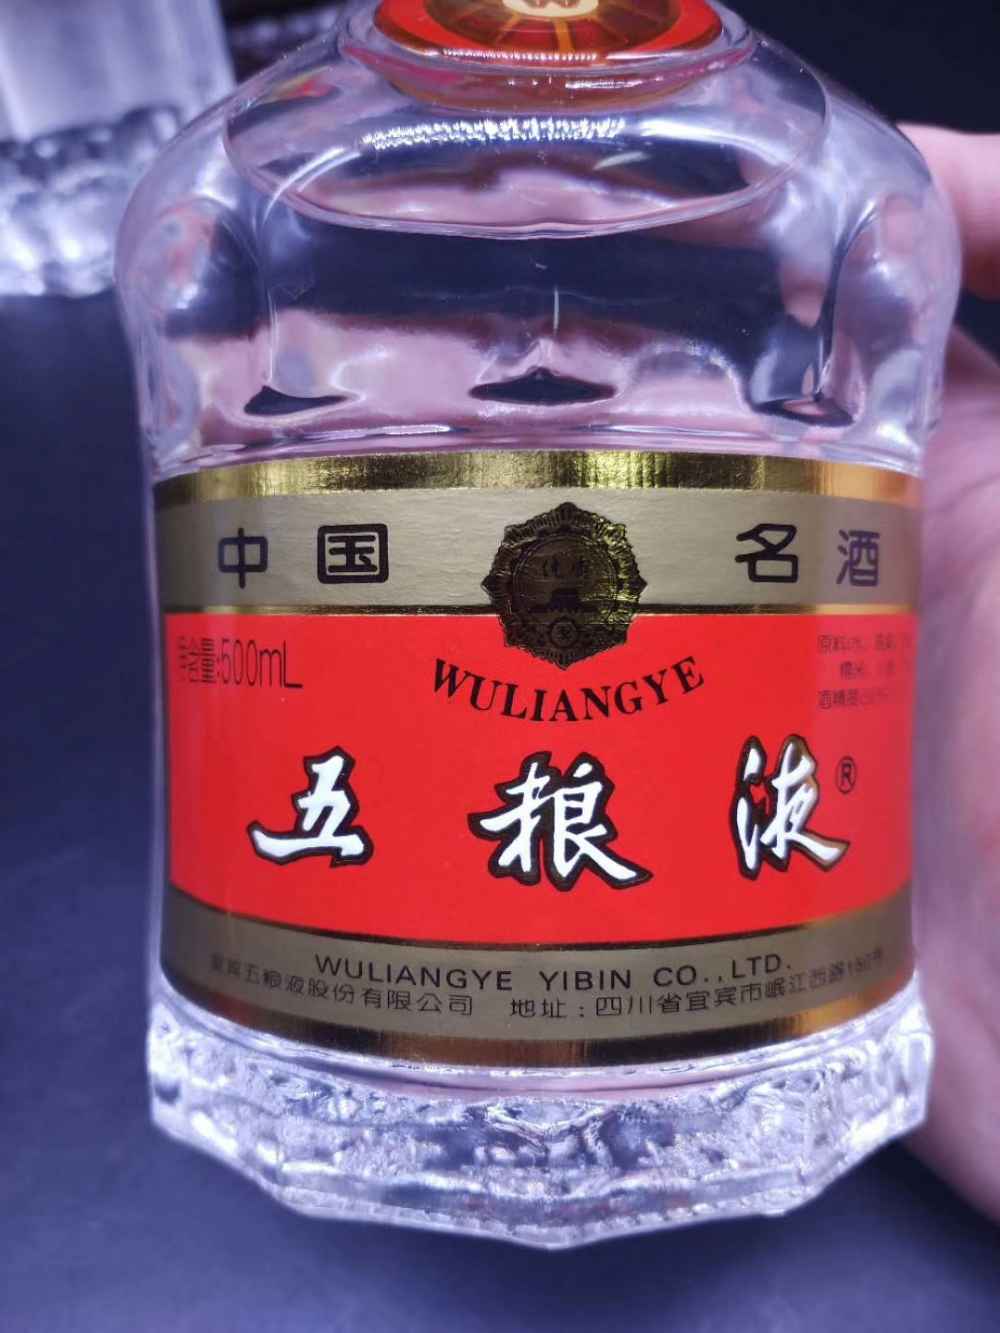 中国 名酒
净含量:500mL
WULIANGYE
五粮液®
WULIANGYE YIBIN CO.,LTD.
宜宾五粮液股份有限公司 地址:四川省宜宾市岷江西路150号